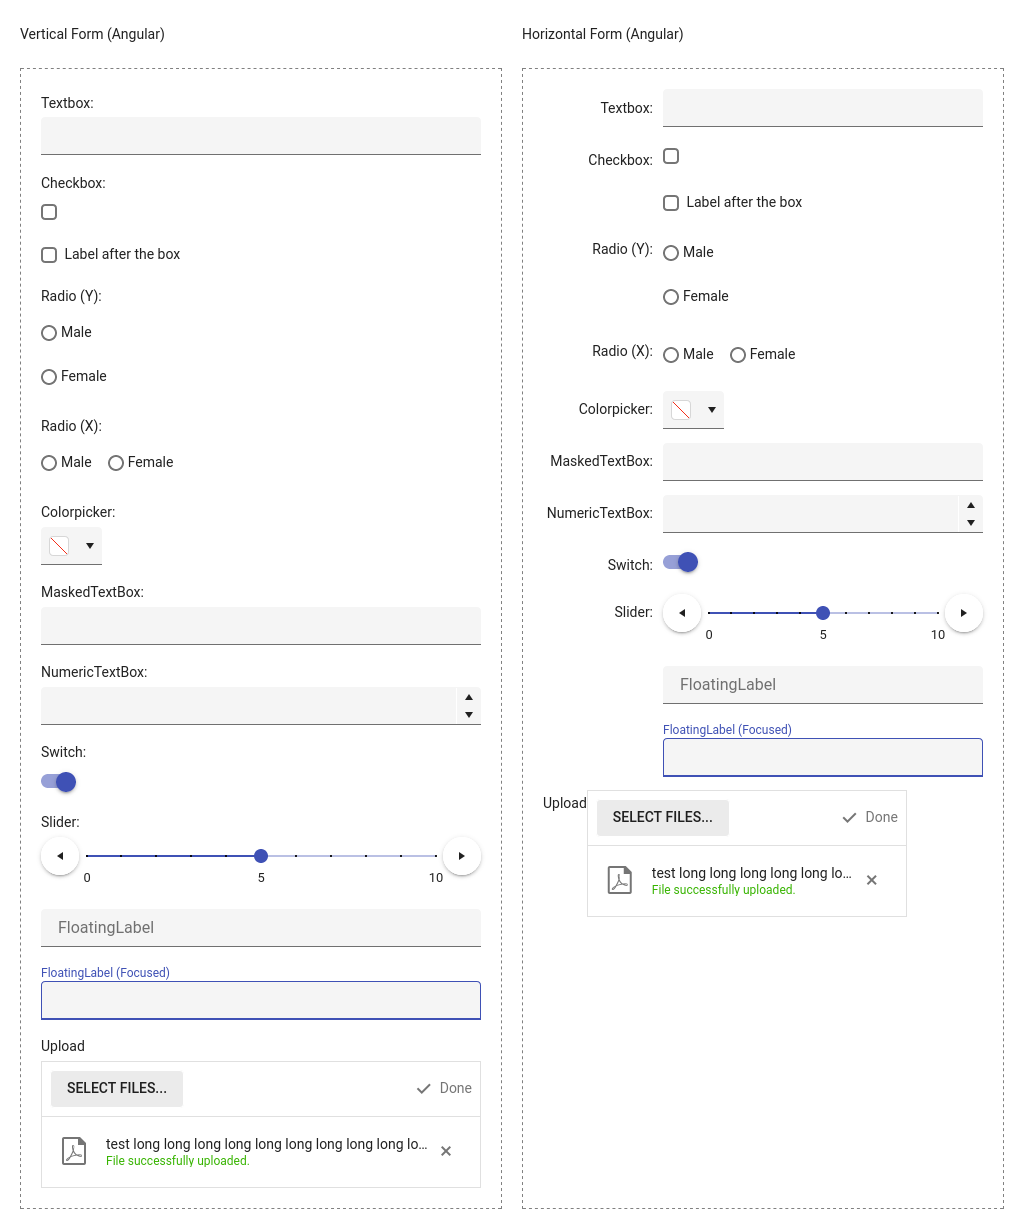 Vertical Form (Angular)
Textbox:
Checkbox:
Label after the box
Radio (Y):
Male
Female
Radio (X):
Male Female
Colorpicker:
MaskedTextBox:
NumericTextBox:
Switch:
Slider:
0 5 10
FloatingLabel
FloatingLabel (Focused)
Upload
SELECT FILES... Done
test long long long long long long long long long lo...
File successfully uploaded.
Horizontal Form (Angular)
Textbox:
Checkbox:
Label after the box
Radio (Y): Male
Female
Radio (X): Male Female
Colorpicker:
MaskedTextBox:
NumericTextBox:
Switch:
Slider:
0 5 10
FloatingLabel
FloatingLabel (Focused)
Upload
SELECT FILES... Done
test long long long long long lo...
File successfully uploaded.